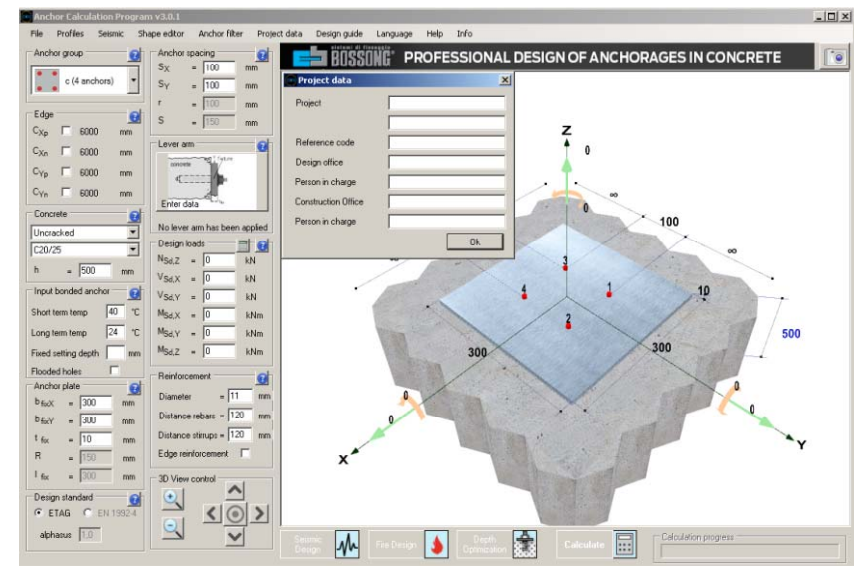 Anchor Calculation Program v3.0.1
File Profiles Seismic Shape editor Anchor filter Project data Design guide Language Help Info
Anchor group
c (4 anchors)
Edge
CXp 6000 mm
CXn 6000 mm
CYp 6000 mm
CYn 6000 mm
Concrete
Uncracked
C20/25
h = 500 mm
Input bonded anchor
Short term temp 40 °C
Long term temp 24 °C
Fixed setting depth mm
Flooded holes
Anchor plate
b fixX = 300 mm
b fixY = 300 mm
t fix = 10 mm
R = 150 mm
l fix = 300 mm
Design standard
ETAG EN 1992-4
alphasus 1,0
Anchor spacing
SX = 100 mm
SY = 100 mm
r = 100 mm
S = 150 mm
Lever arm
concrete
Enter data
No lever arm has been applied
Design loads
NSd,Z = 0 kN
VSd,X = 0 kN
VSd,Y = 0 kN
MSd,X = 0 kNm
MSd,Y = 0 kNm
MSd,Z = 0 kNm
Reinforcement
Diameter = 11 mm
Distance rebars = 120 mm
Distance stirrups = 120 mm
Edge reinforcement
3D View control
sistemi di fissaggio
BOSSONG PROFESSIONAL DESIGN OF ANCHORAGES IN CONCRETE
Project data
Project
Reference code
Design office
Person in charge
Construction Office
Person in charge
Ok
Z
0
0
∞
100
∞
10
3
4
1
2
300
300
500
0
0
0
0
X
Y
Seismic Design
Fire Design
Depth Optimization
Calculate
Calculation progress